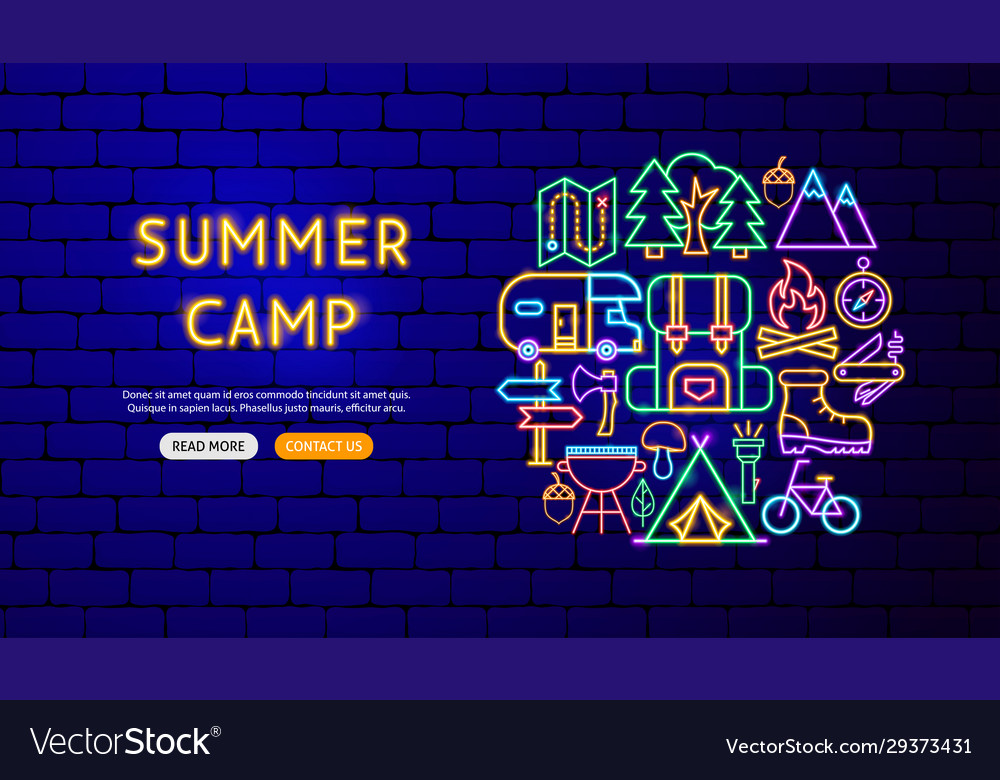 SUMMER
CAMP
Donec sit amet quam id eros commodo tincidunt sit amet quis.
Quisque in sapien lacus. Phasellus justo mauris, efficitur arcu.
READ MORE
CONTACT US
VectorStock®
VectorStock.com/29373431